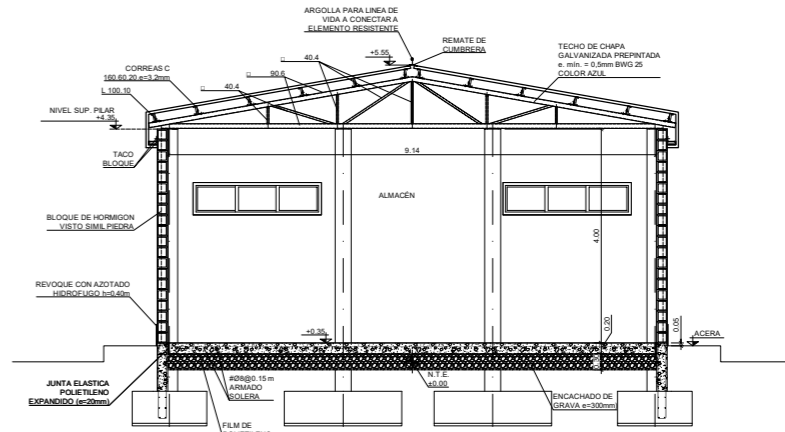 ARGOLLA PARA LINEA DE
VIDA A CONECTAR A
ELEMENTO RESISTENTE
REMATE DE
CUMBRERA
+5.55
TECHO DE CHAPA
GALVANIZADA PREPINTADA
e. mín. = 0,5mm BWG 25
COLOR AZUL
CORREAS C
160.60.20 e=3.2mm
40.4
90.6
40.4
L 100.10
NIVEL SUP. PILAR
+4.35
TACO
BLOQUE
9.14
ALMACÉN
BLOQUE DE HORMIGON
VISTO SIMIL PIEDRA
4.00
REVOQUE CON AZOTADO
HIDROFUGO h=0.40m
+0.35
0.20
0.05
ACERA
N.T.E.
±0.00
JUNTA ELASTICA
POLIETILENO
EXPANDIDO (e=20mm)
#Ø8@0.15 m
ARMADO
SOLERA
ENCACHADO DE
GRAVA e=300mm)
FILM DE